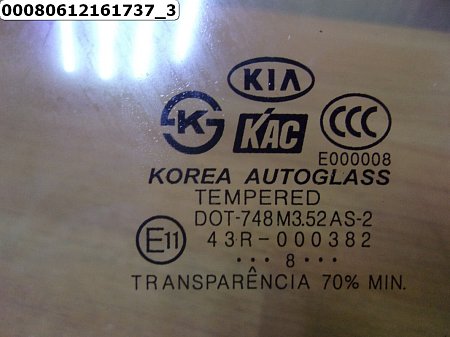 00080612161737_3
KIA
K
KAC
CCC
E000008
KOREA AUTOGLASS
TEMPERED
DOT-748 M3.52 AS-2
E11 43R-000382
••• 8 •••
TRANSPARÊNCIA 70% MIN.